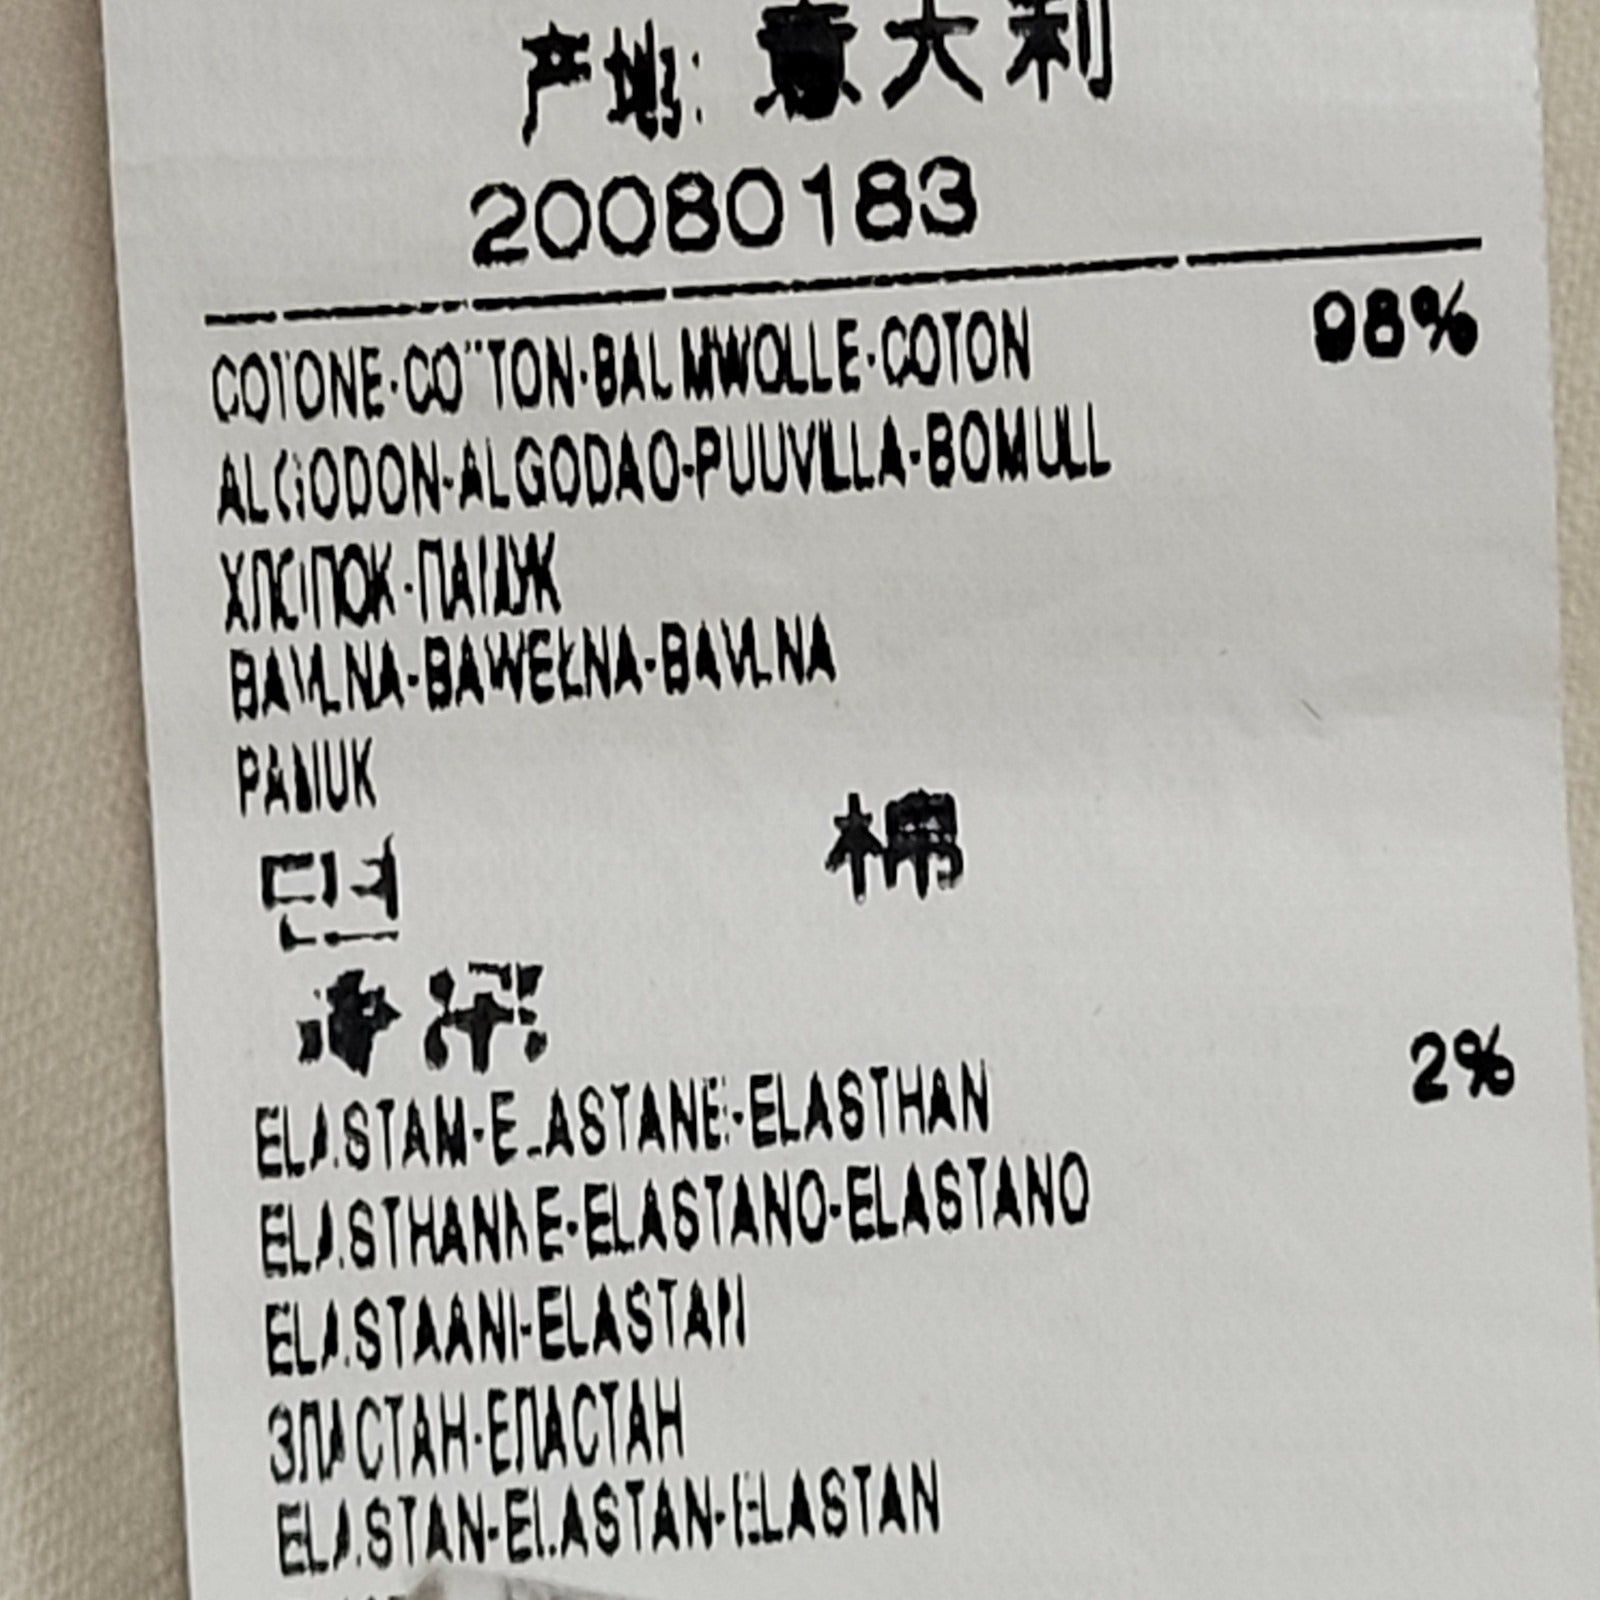 产地: 意大利
20080183
COTONE·COTTON·BAUMWOLLE·COTON 98%
ALGODON-ALGODAO-PUUVILLA-BOMULL
ХЛОПОК·ПАМУК
BAVLNA-BAWEŁNA-BAVLNA
PAMUK
면 棉
ELASTAM·ELASTANE·ELASTHAN 2%
ELASTHANNE·ELASTANO-ELASTANO
ELASTAANI-ELASTAN
ЭЛАСТАН·ЕЛАСТАН
ELASTAN-ELASTAN-ELASTAN